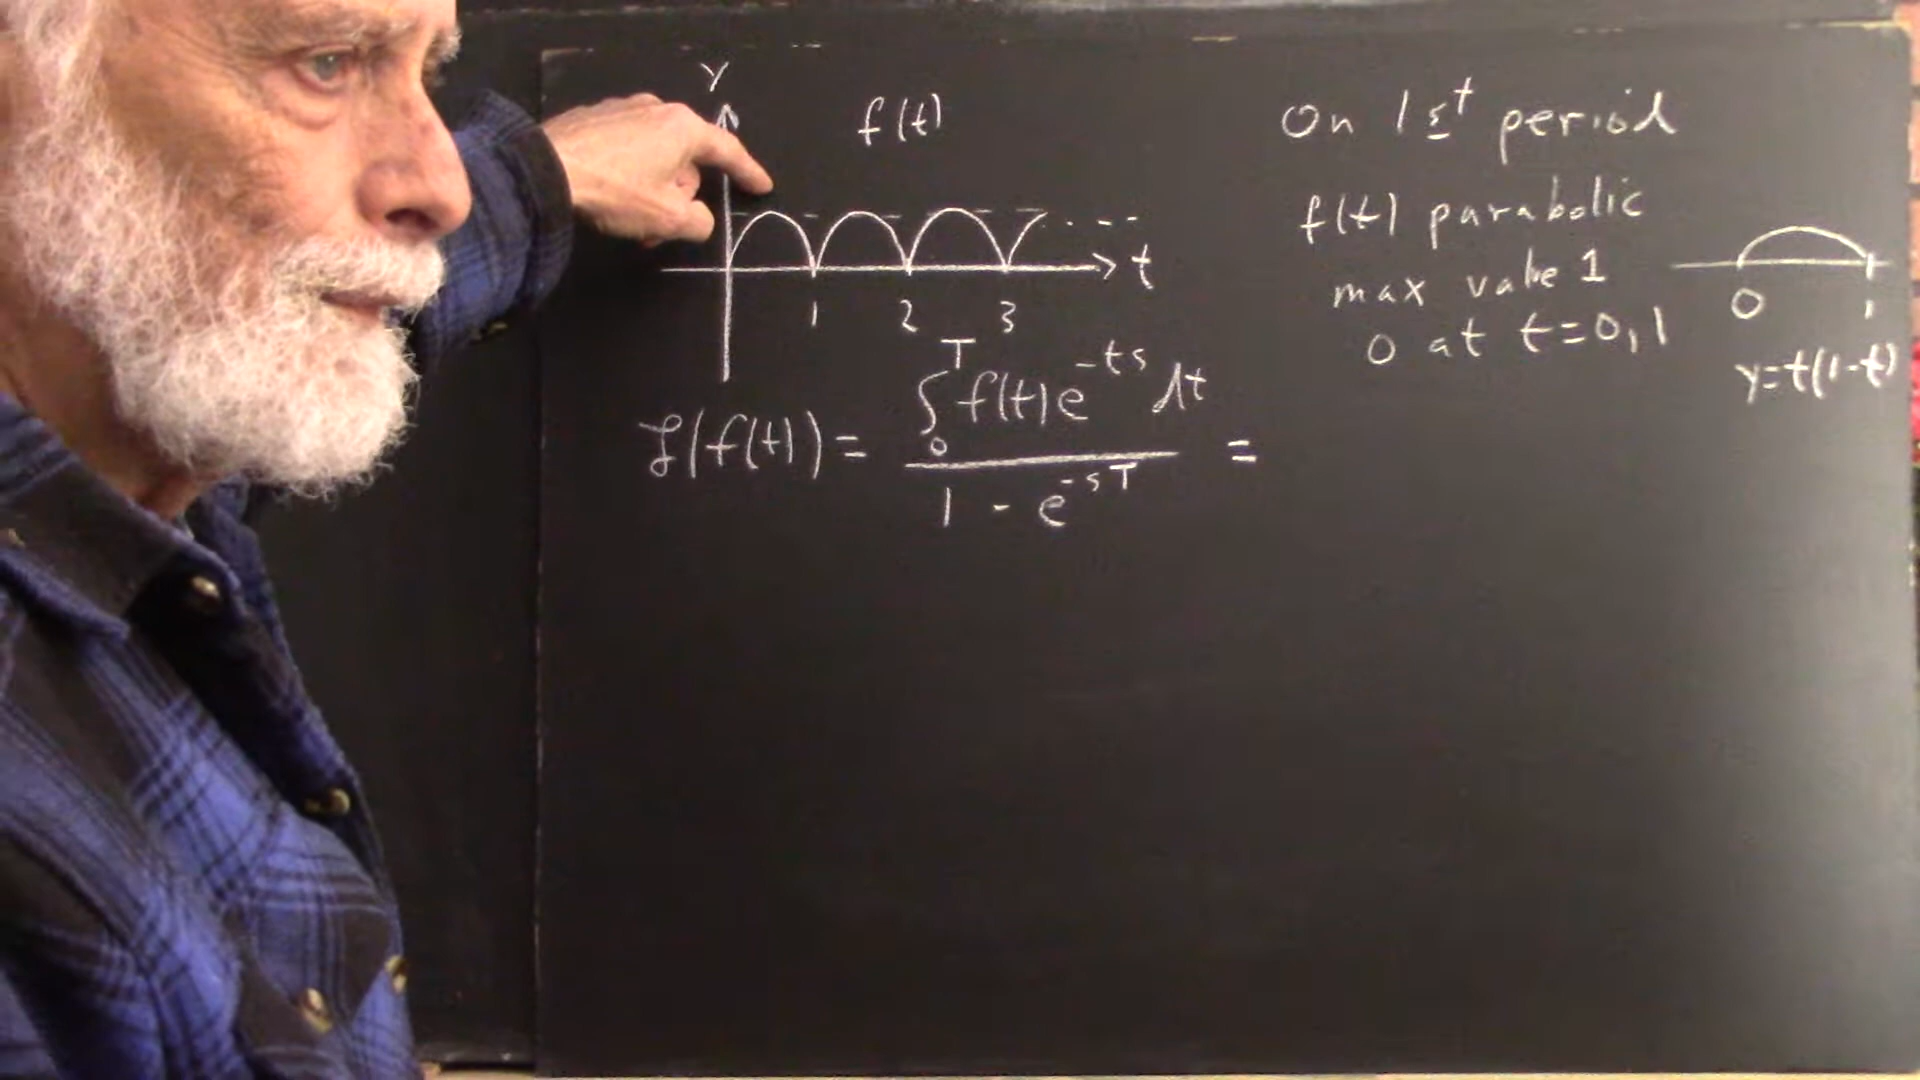 y
f(t)
t
1 2 3
ℒ(f(t)) = ∫₀ᵀ f(t)e^{-ts} dt / 1 - e^{-sT} =
On 1st period
f(t) parabolic
max value 1
0 at t=0,1
0 1
y=t(1-t)